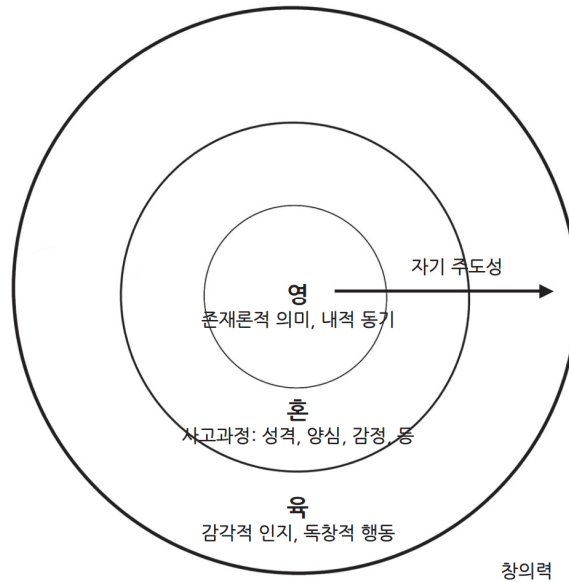 자기 주도성
영
존재론적 의미, 내적 동기
혼
사고과정: 성격, 양심, 감정, 등
육
감각적 인지, 독창적 행동
창의력